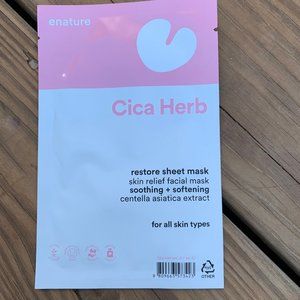 enature
Cica Herb
restore sheet mask
skin relief facial mask
soothing + softening
centella asiatica extract
for all skin types
OTHER